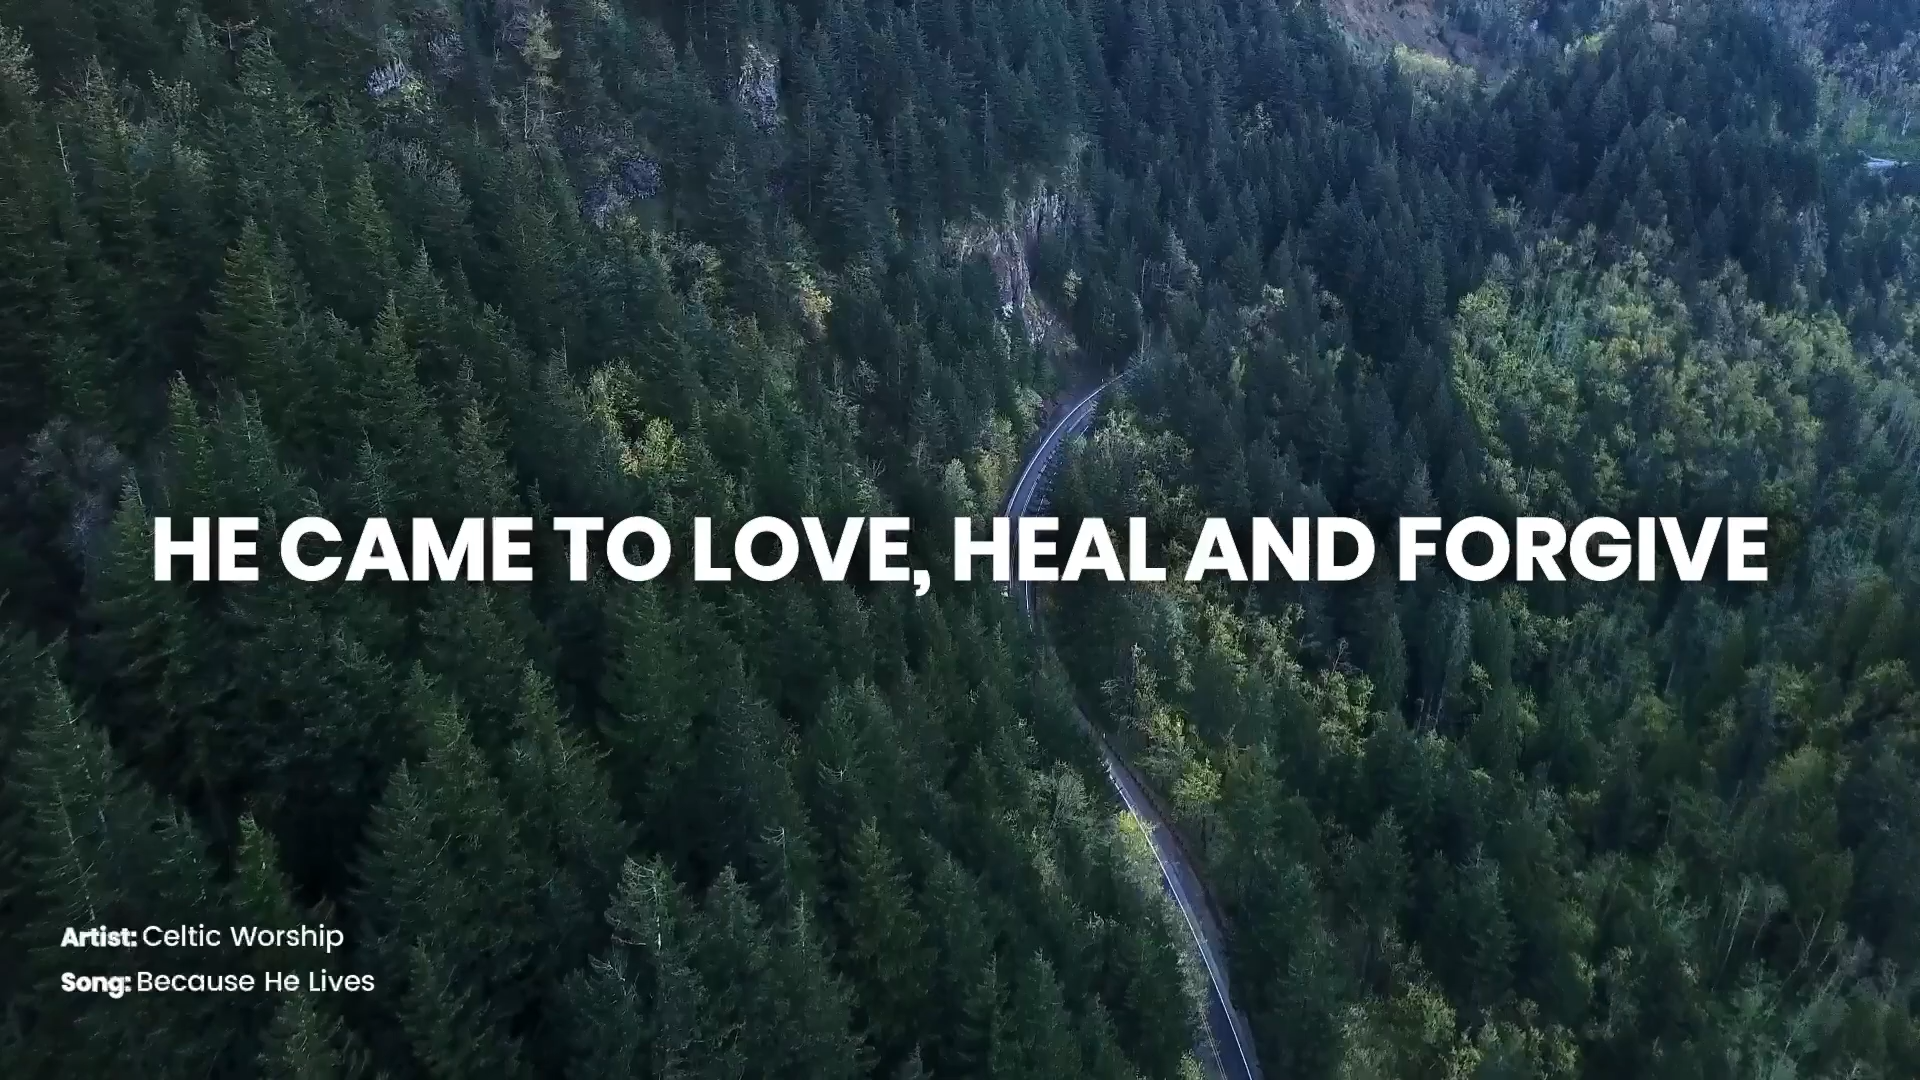 HE CAME TO LOVE, HEAL AND FORGIVE
Artist: Celtic Worship
Song: Because He Lives